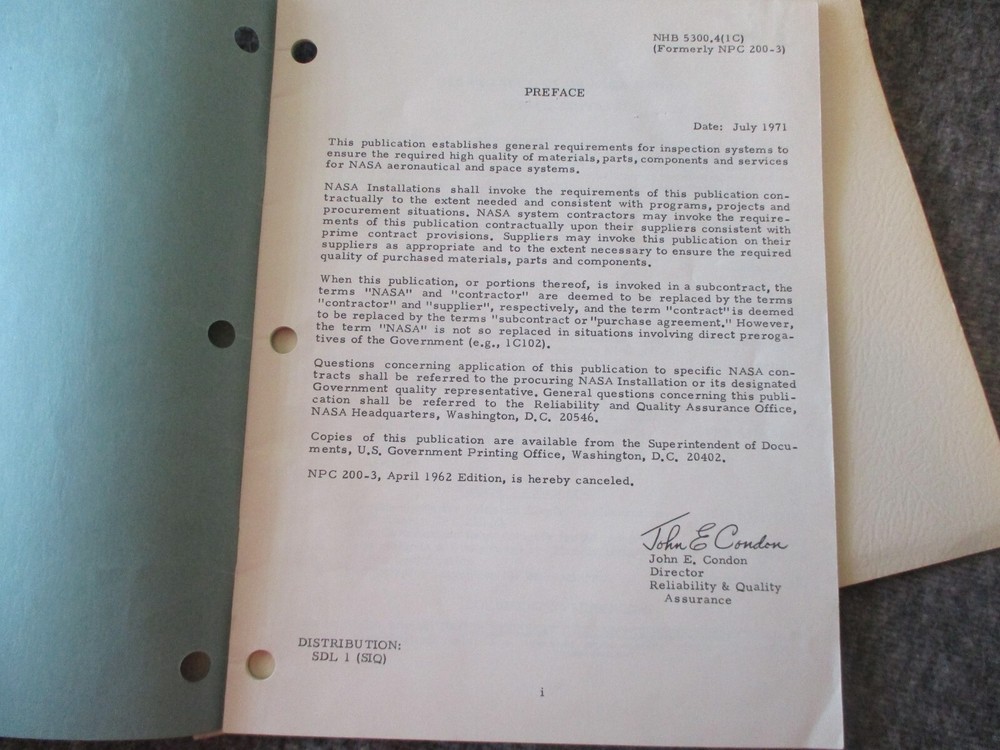 NHB 5300.4(1C)
(Formerly NPC 200-3)
PREFACE
Date: July 1971
This publication establishes general requirements for inspection systems to
ensure the required high quality of materials, parts, components and services
for NASA aeronautical and space systems.
NASA Installations shall invoke the requirements of this publication con-
tractually to the extent needed and consistent with programs, projects and
procurement situations. NASA system contractors may invoke the require-
ments of this publication contractually upon their suppliers consistent with
prime contract provisions. Suppliers may invoke this publication on their
suppliers as appropriate and to the extent necessary to ensure the required
quality of purchased materials, parts and components.
When this publication, or portions thereof, is invoked in a subcontract, the
terms "NASA" and "contractor" are deemed to be replaced by the terms
"contractor" and "supplier", respectively, and the term "contract" is deemed
to be replaced by the terms "subcontract or "purchase agreement." However,
the term "NASA" is not so replaced in situations involving direct preroga-
tives of the Government (e.g., 1C102).
Questions concerning application of this publication to specific NASA con-
tracts shall be referred to the procuring NASA Installation or its designated
Government quality representative. General questions concerning this publi-
cation shall be referred to the Reliability and Quality Assurance Office,
NASA Headquarters, Washington, D.C. 20546.
Copies of this publication are available from the Superintendent of Docu-
ments, U.S. Government Printing Office, Washington, D.C. 20402.
NPC 200-3, April 1962 Edition, is hereby canceled.
John E Condon
John E. Condon
Director
Reliability & Quality
Assurance
DISTRIBUTION:
SDL 1 (SIQ)
i